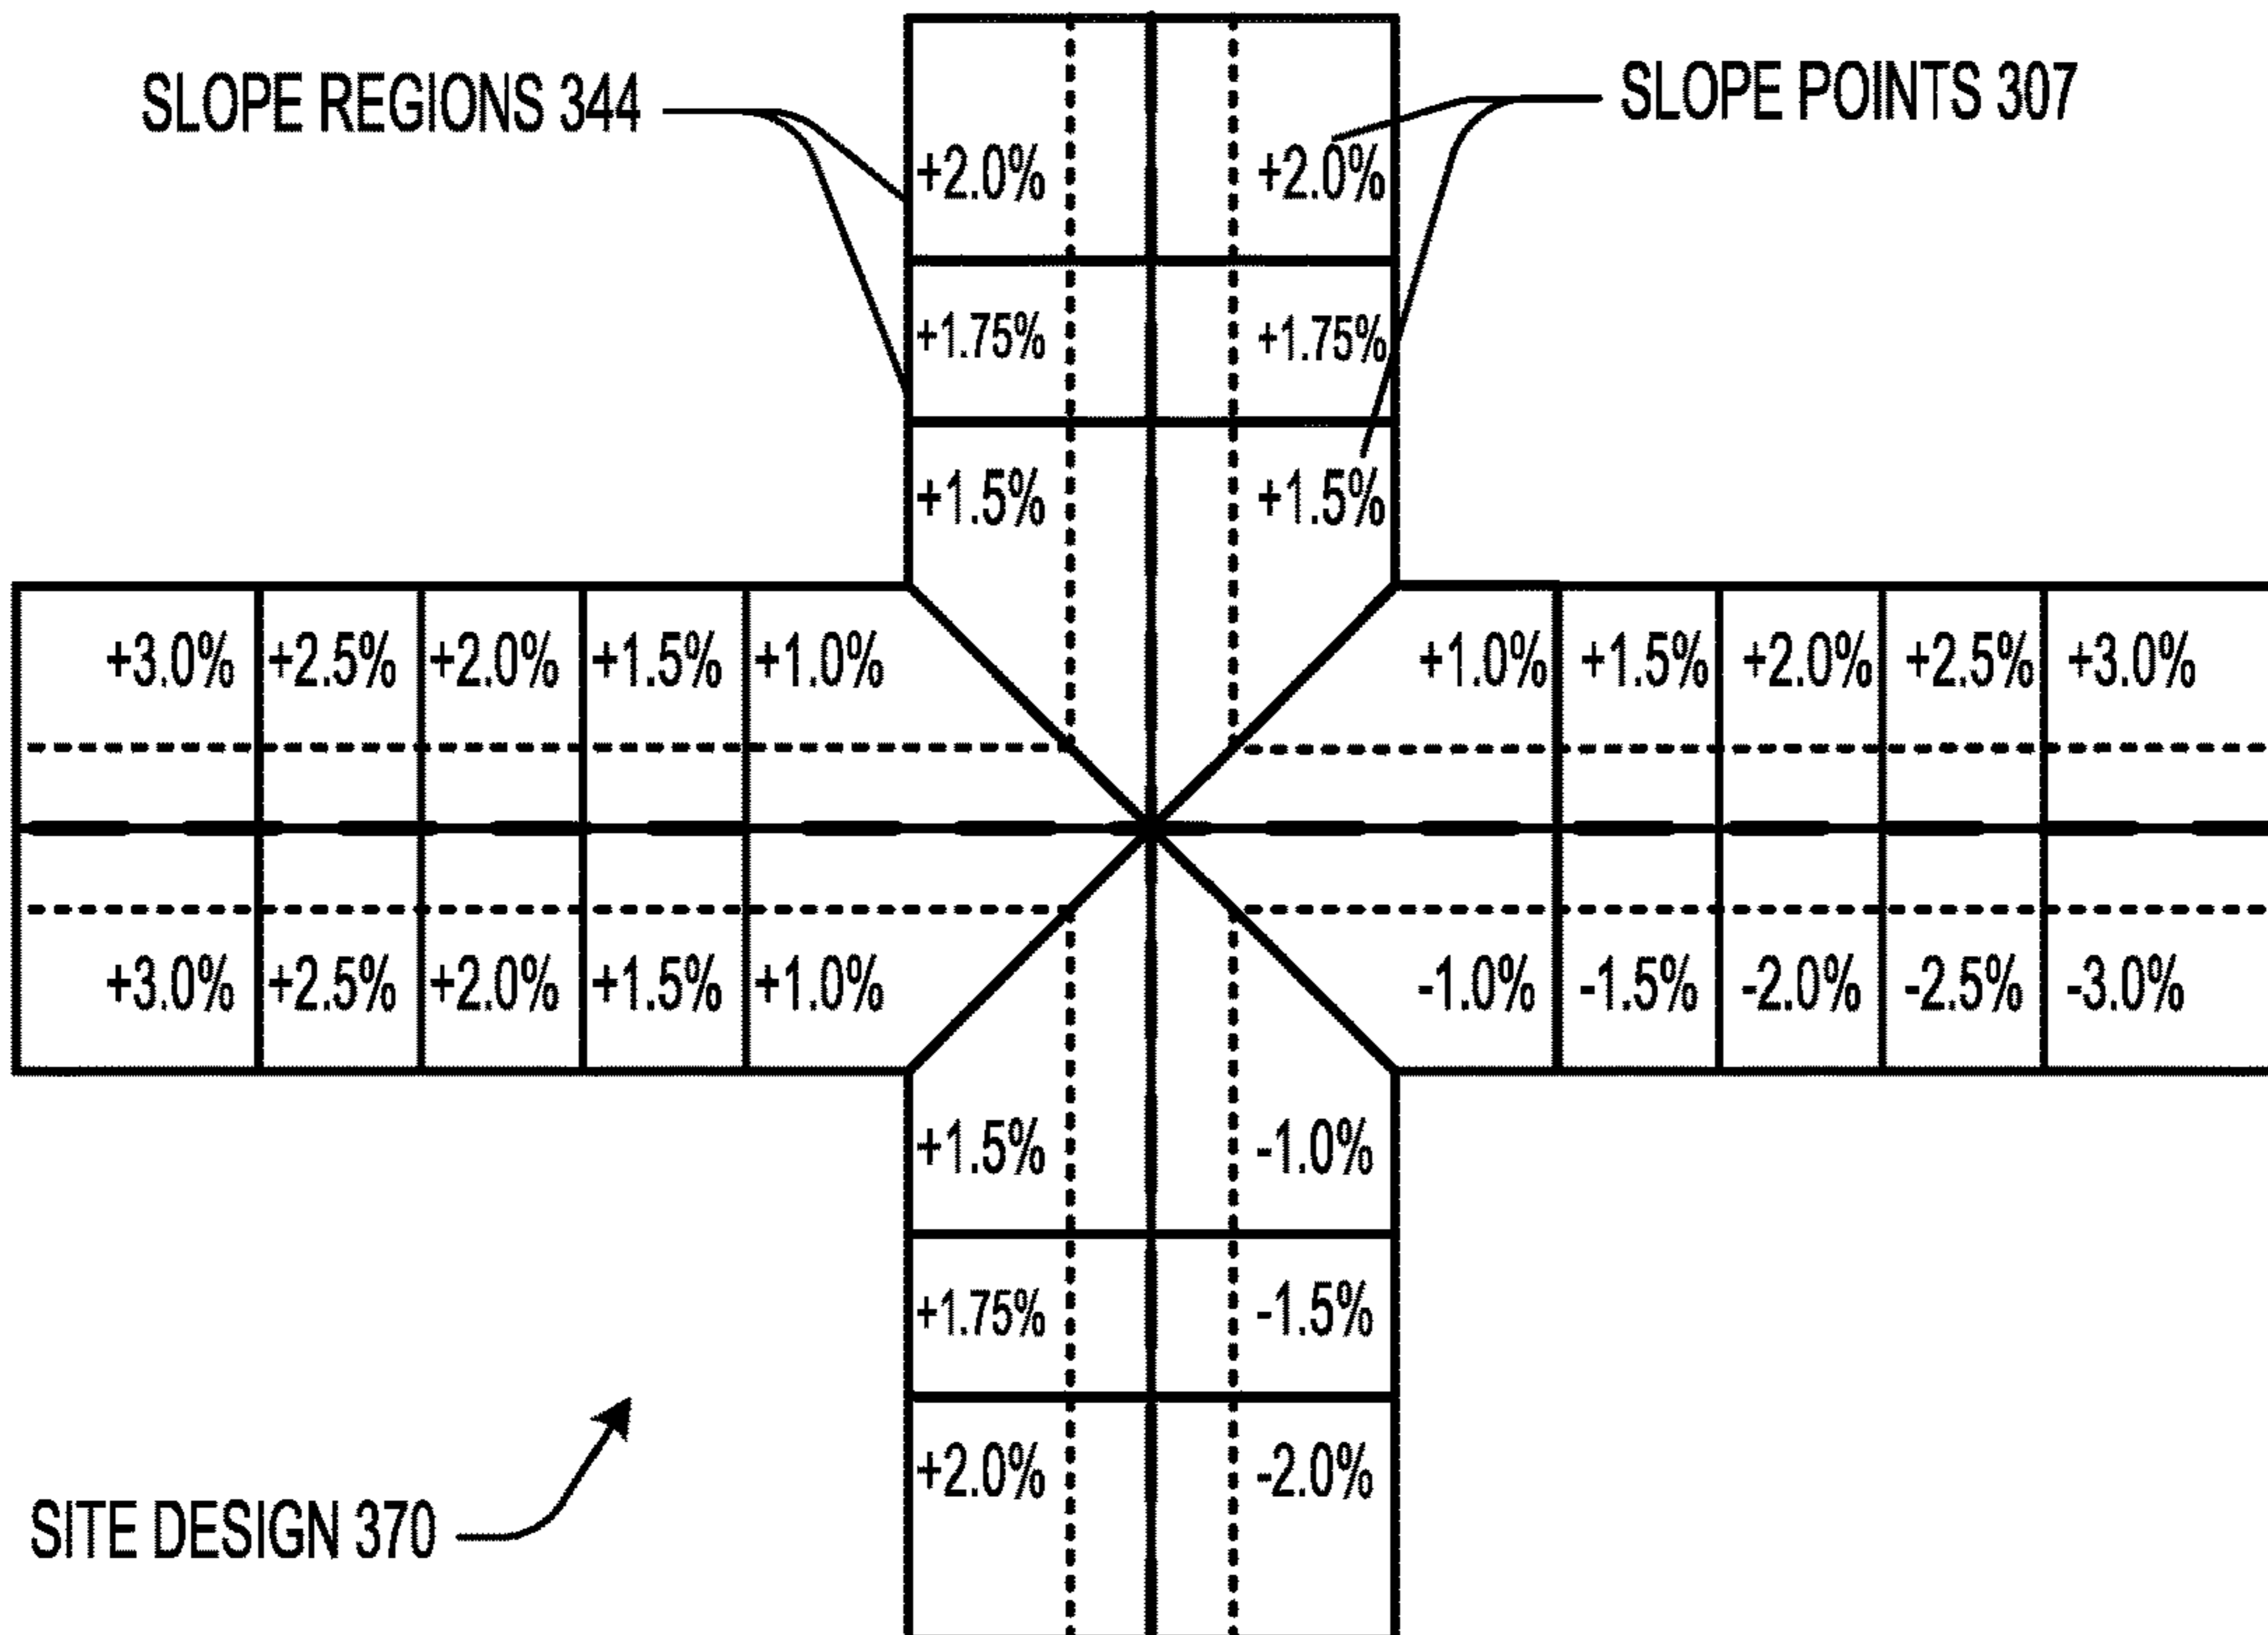 SLOPE REGIONS 344
SLOPE POINTS 307
+2.0% +2.0%
+1.75% +1.75%
+1.5% +1.5%
+3.0% +2.5% +2.0% +1.5% +1.0% +1.0% +1.5% +2.0% +2.5% +3.0%
+3.0% +2.5% +2.0% +1.5% +1.0% -1.0% -1.5% -2.0% -2.5% -3.0%
+1.5% -1.0%
+1.75% -1.5%
+2.0% -2.0%
SITE DESIGN 370